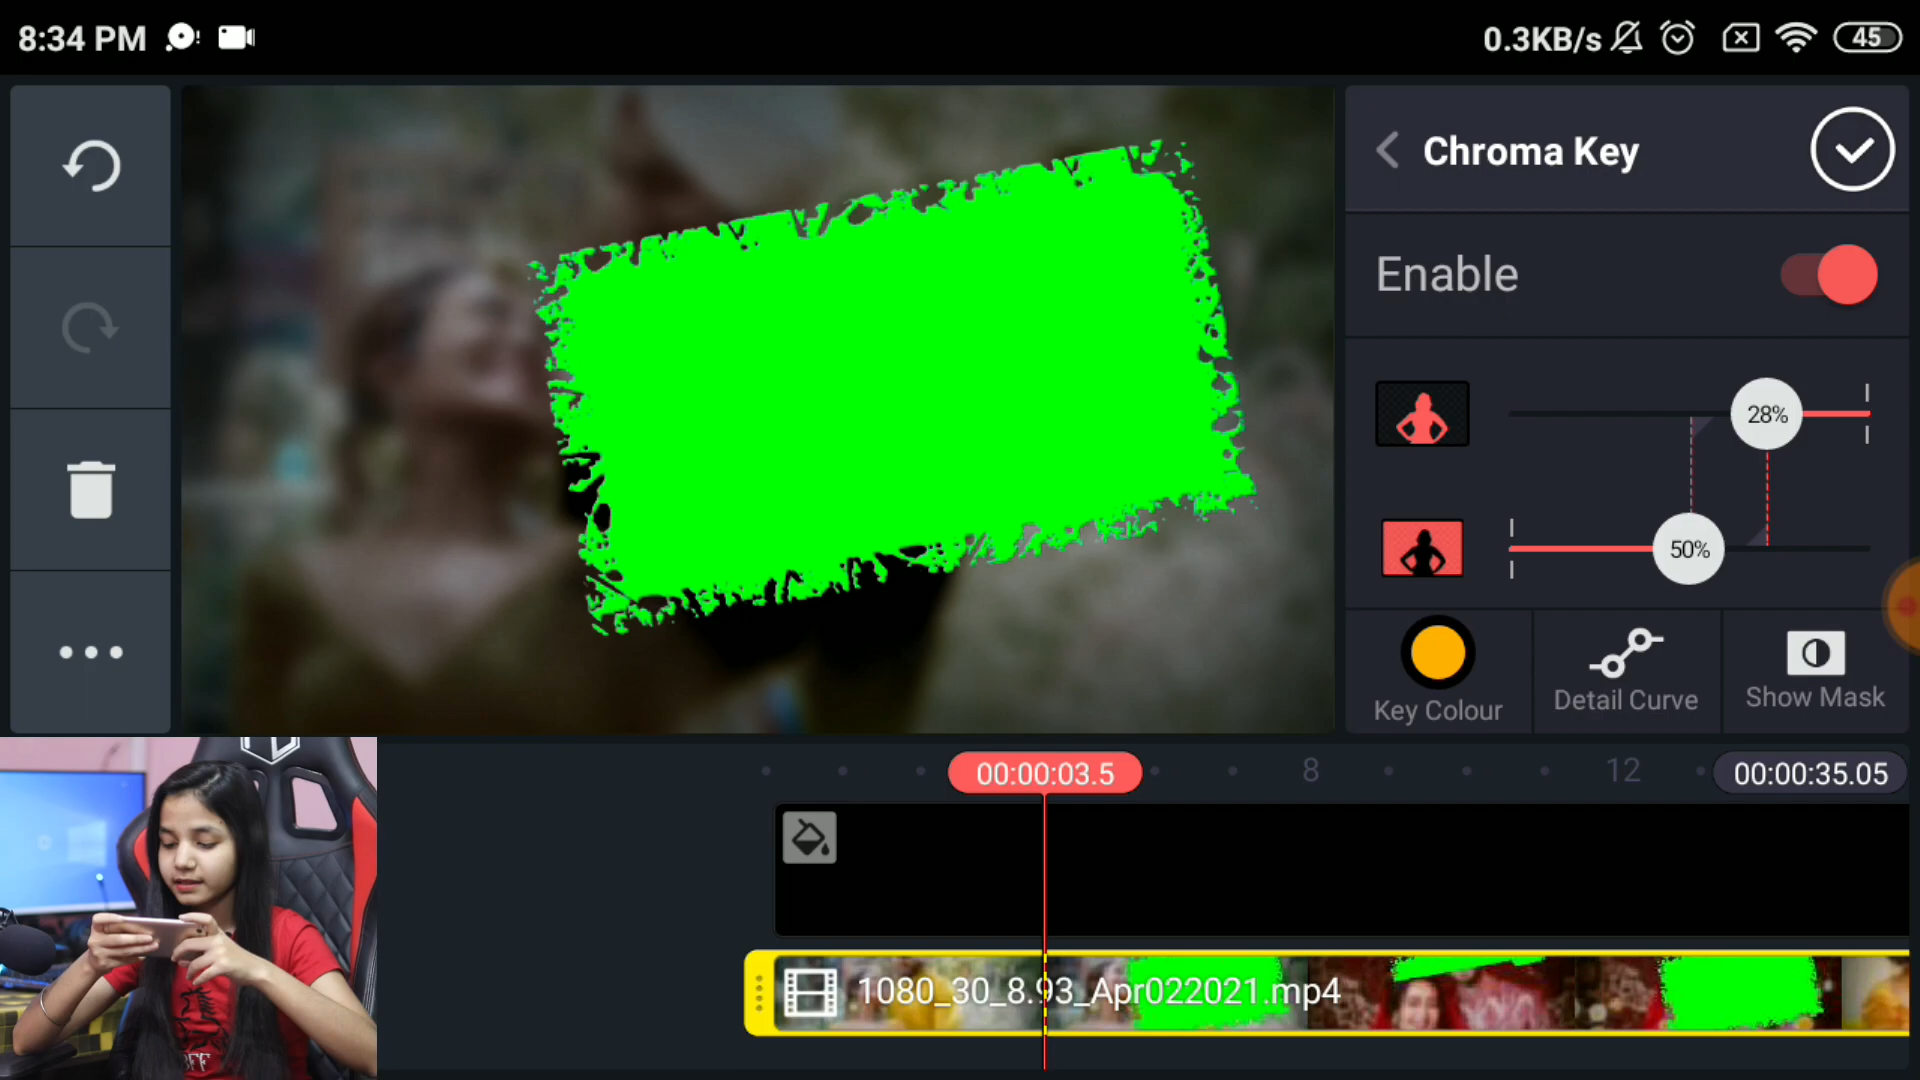 8:34 PM
0.3KB/s
45
Chroma Key
Enable
28%
50%
Key Colour
Detail Curve
Show Mask
00:00:03.5
8
12
00:00:35.05
1080_30_8.93_Apr022021.mp4